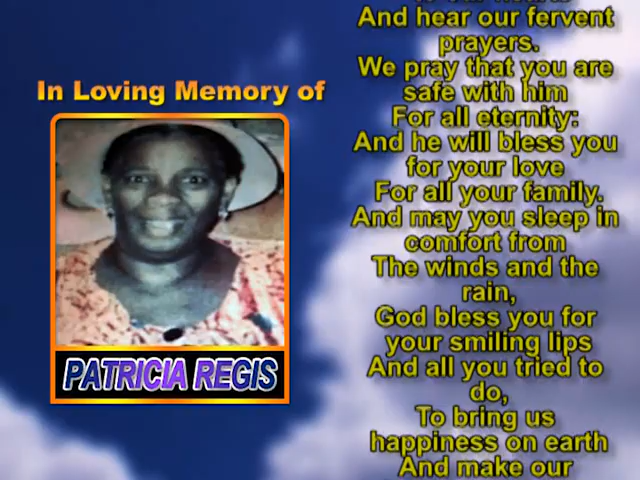 In Loving Memory of
PATRICIA REGIS
And hear our fervent
prayers.
We pray that you are
safe with him
For all eternity:
And he will bless you
for your love
For all your family.
And may you sleep in
comfort from
The winds and the
rain,
God bless you for
your smiling lips
And all you tried to
do,
To bring us
happiness on earth
And make our